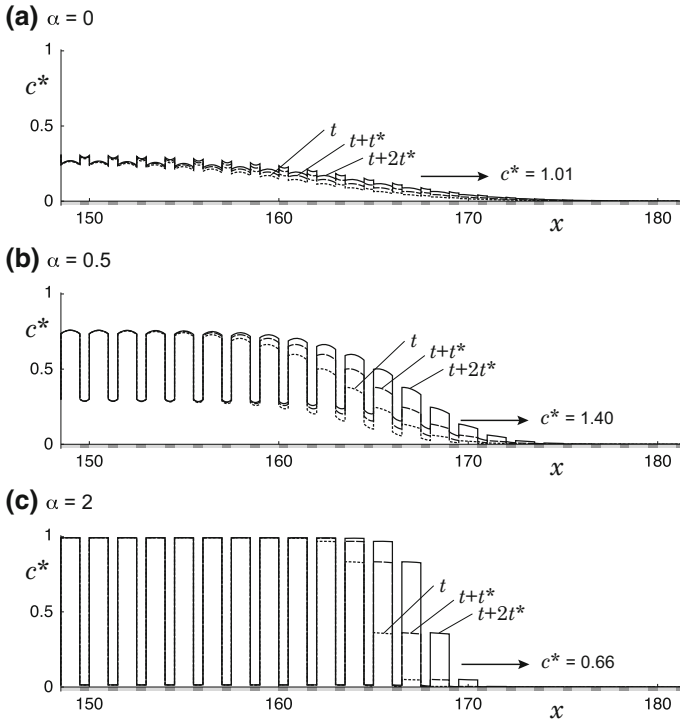 (a) α = 0
1
c*
0.5
t
t+t*
t+2t*
c* = 1.01
0
150 160 170 180
x
(b) α = 0.5
1
c*
0.5
t
t+t*
t+2t*
c* = 1.40
0
150 160 170 180
x
(c) α = 2
1
c*
0.5
t
t+t*
t+2t*
c* = 0.66
0
150 160 170 180
x